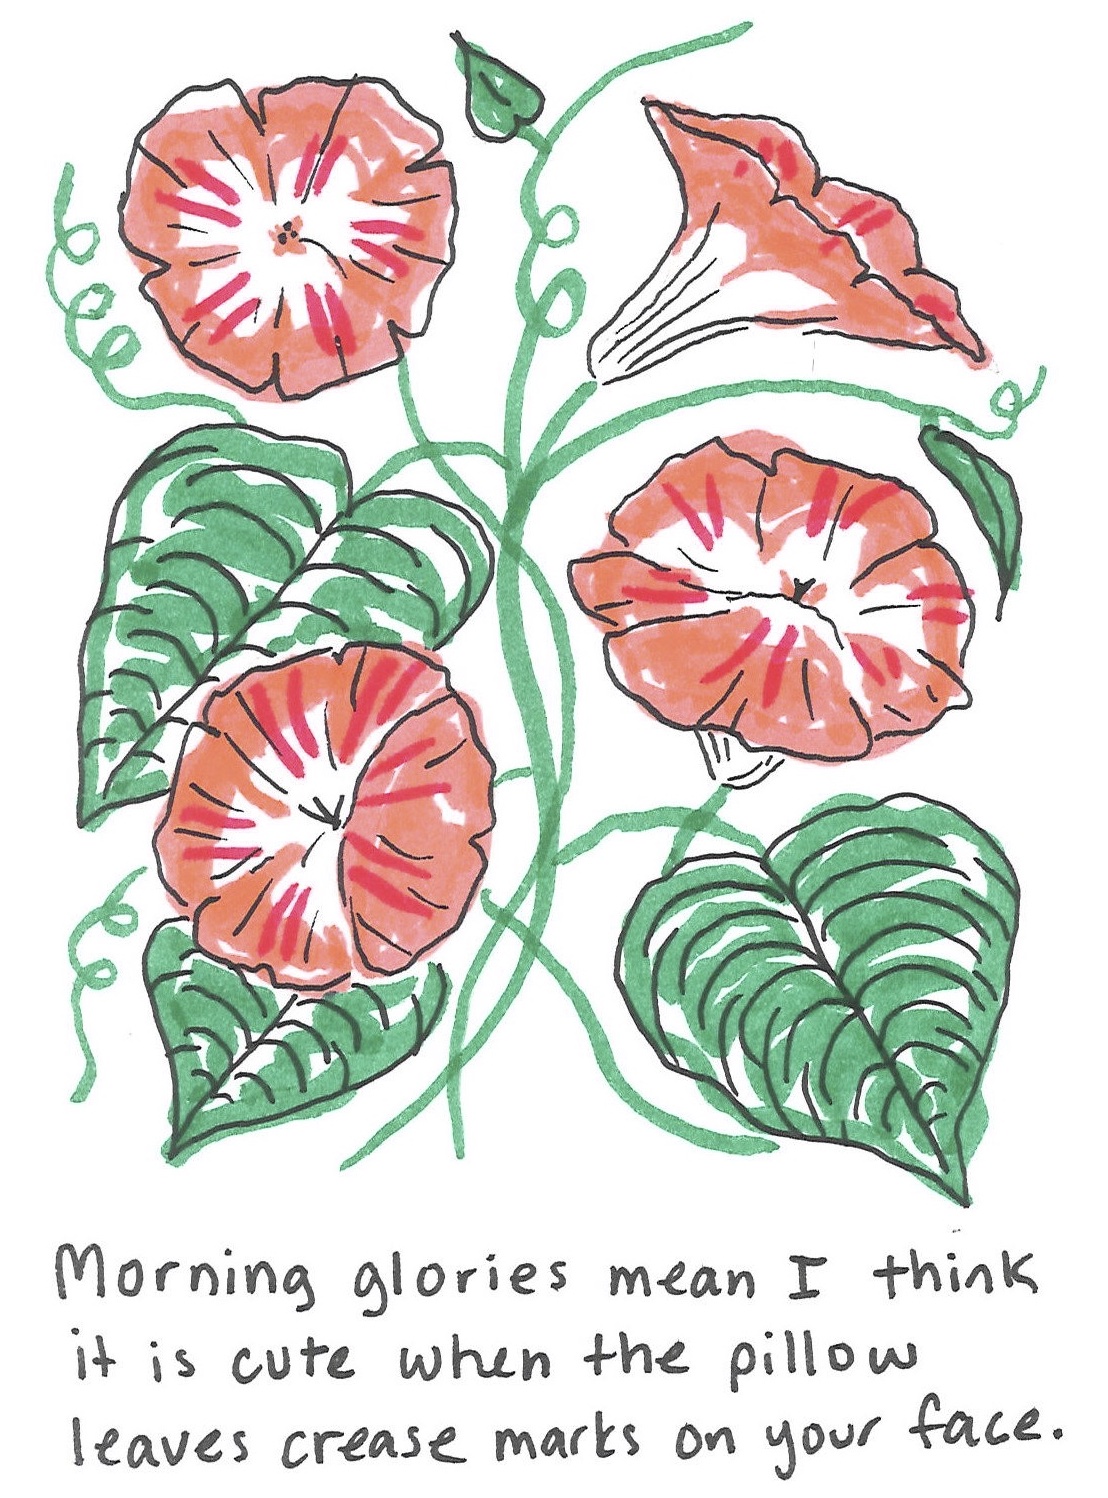 Morning glories mean I think
it is cute when the pillow
leaves crease marks on your face.